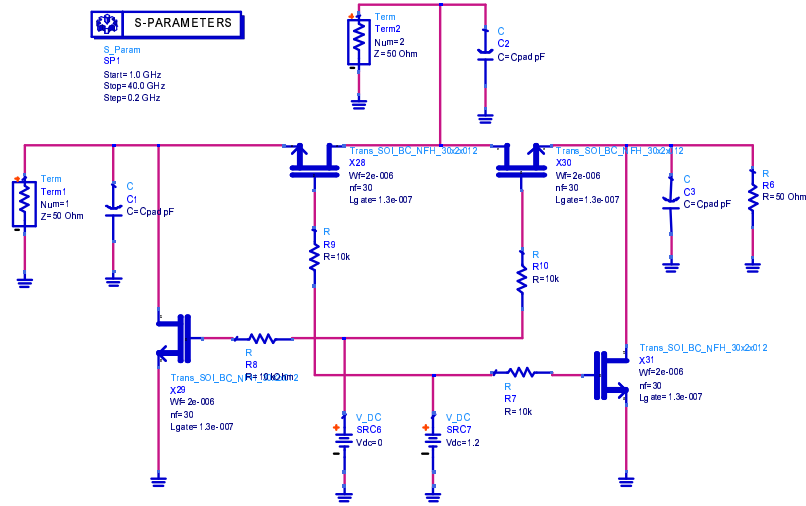 S-PARAMETERS
S_Param
SP1
Start=1.0 GHz
Stop=40.0 GHz
Step=0.2 GHz
Term
Term2
Num=2
Z=50 Ohm
C
C2
C=Cpad pF
Term
Term1
Num=1
Z=50 Ohm
C
C1
C=Cpad pF
Trans_SOI_BC_NFH_30x2x012
X28
Wf=2e-006
nf=30
Lgate=1.3e-007
Trans_SOI_BC_NFH_30x2x012
X30
Wf=2e-006
nf=30
Lgate=1.3e-007
C
C3
C=Cpad pF
R
R6
R=50 Ohm
R
R9
R=10k
R
R10
R=10k
R
R8
R=10kOhm
Trans_SOI_BC_NFH_30x2x012
X29
Wf=2e-006
nf=30
Lgate=1.3e-007
V_DC
SRC6
Vdc=0
V_DC
SRC7
Vdc=1.2
R
R7
R=10k
Trans_SOI_BC_NFH_30x2x012
X31
Wf=2e-006
nf=30
Lgate=1.3e-007